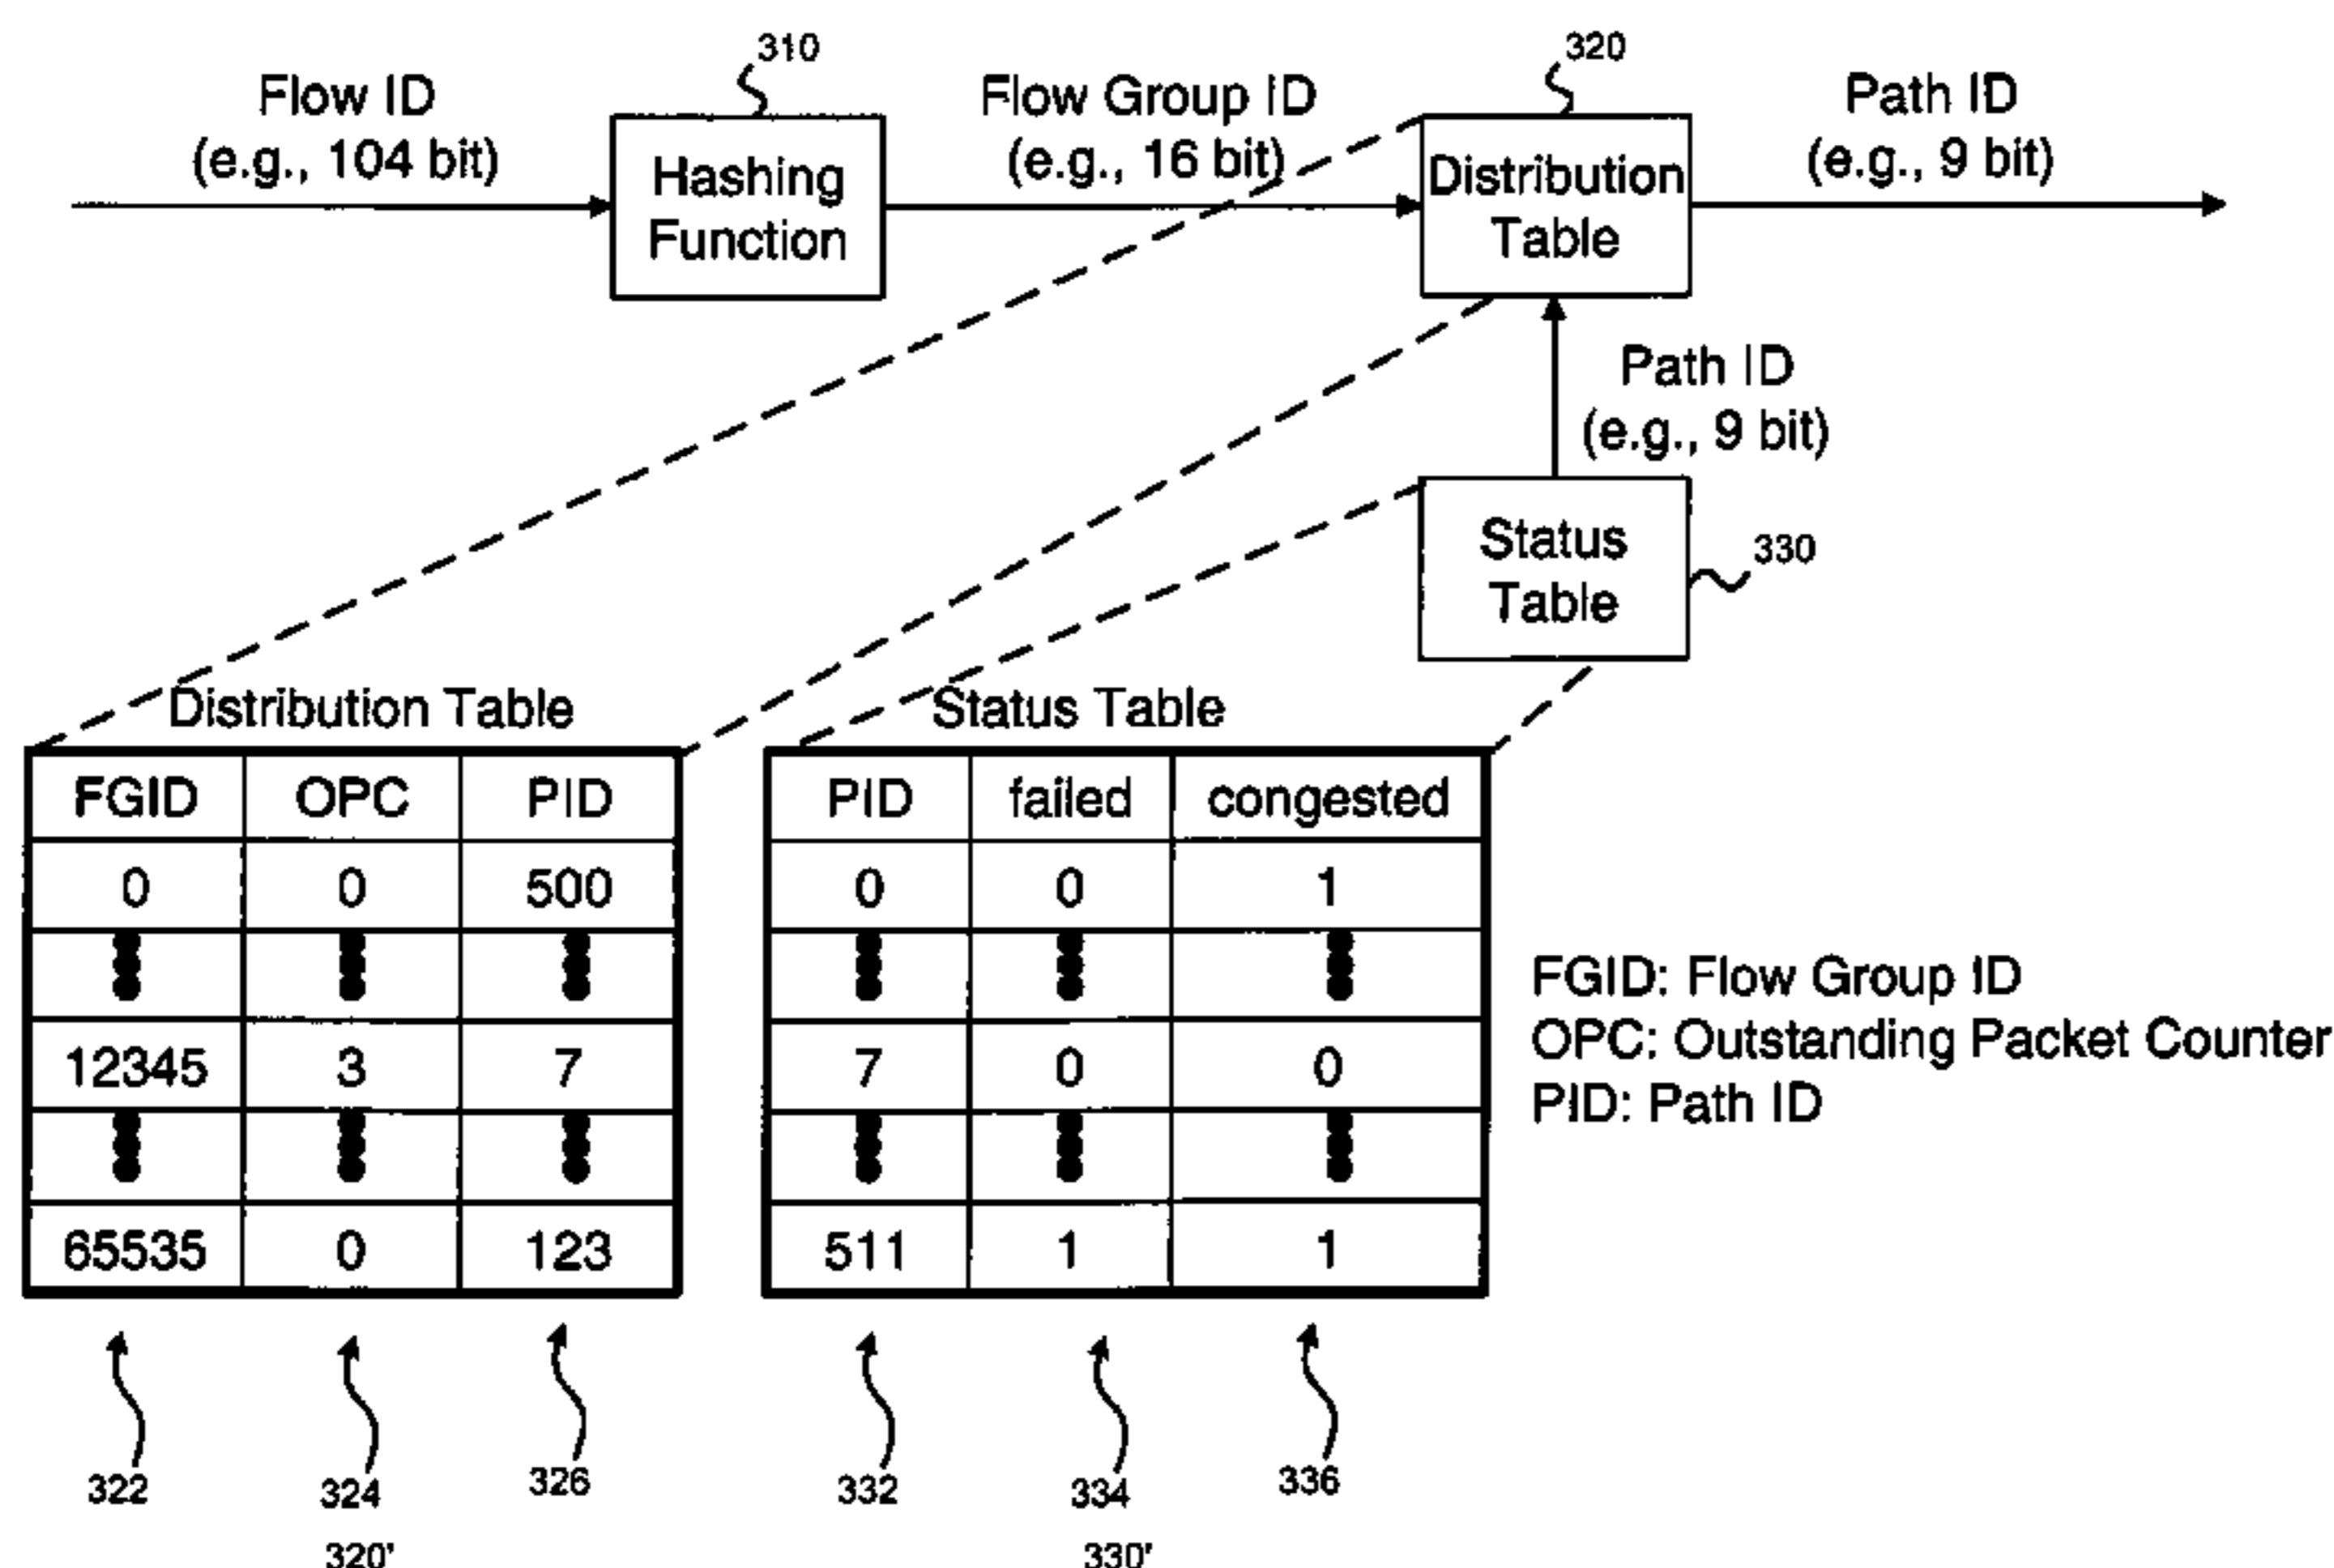 310
320
Flow ID
(e.g., 104 bit)
Hashing
Function
Flow Group ID
(e.g., 16 bit)
Distribution
Table
Path ID
(e.g., 9 bit)
Path ID
(e.g., 9 bit)
Status
Table
330
Distribution Table
FGID OPC PID
0 0 500
12345 3 7
65535 0 123
Status Table
PID failed congested
0 0 1
7 0 0
511 1 1
FGID: Flow Group ID
OPC: Outstanding Packet Counter
PID: Path ID
322
324
326
332
334
336
320'
330'